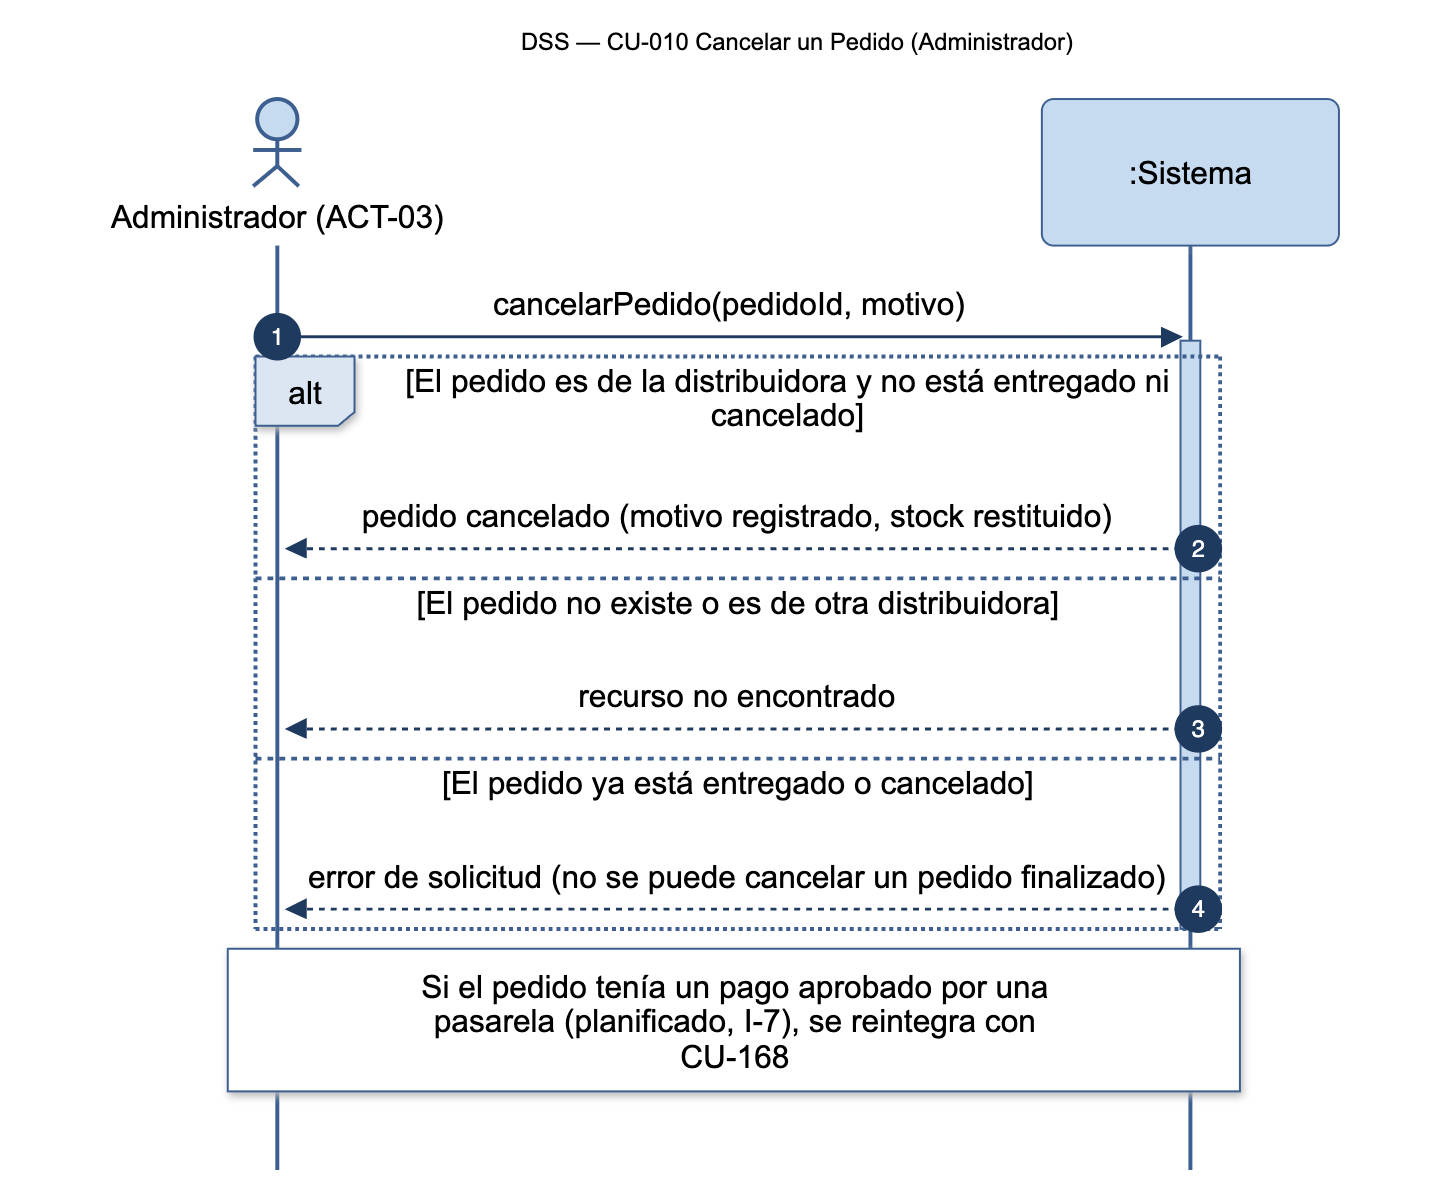 DSS — CU-010 Cancelar un Pedido (Administrador)
Administrador (ACT-03)
:Sistema
cancelarPedido(pedidoId, motivo)
1
alt
[El pedido es de la distribuidora y no está entregado ni
cancelado]
pedido cancelado (motivo registrado, stock restituido)
2
[El pedido no existe o es de otra distribuidora]
recurso no encontrado
3
[El pedido ya está entregado o cancelado]
error de solicitud (no se puede cancelar un pedido finalizado)
4
Si el pedido tenía un pago aprobado por una
pasarela (planificado, I-7), se reintegra con
CU-168